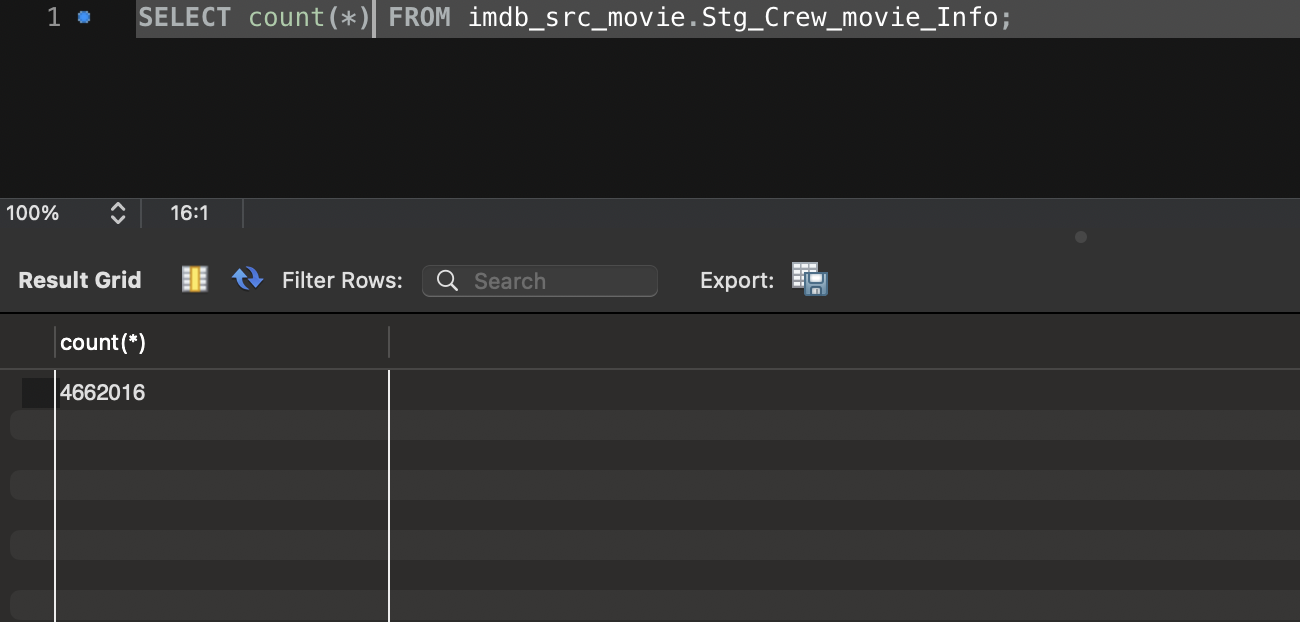 1 SELECT count(*) FROM imdb_src_movie.Stg_Crew_movie_Info;
100% 16:1
Result Grid Filter Rows: Search Export:
count(*)
4662016